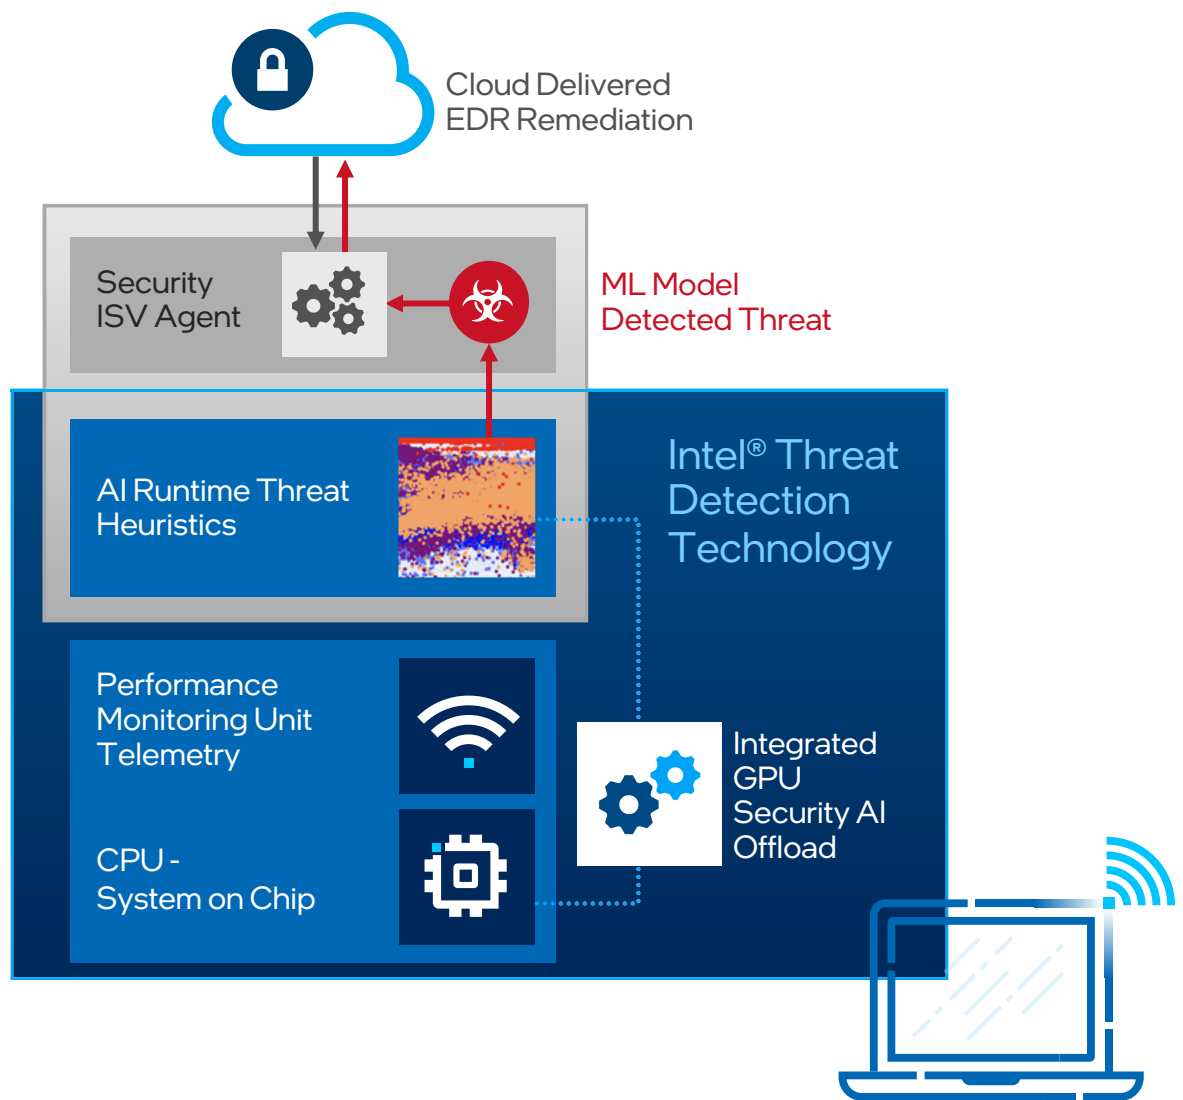 Cloud Delivered
EDR Remediation
Security
ISV Agent
ML Model
Detected Threat
AI Runtime Threat
Heuristics
Intel® Threat
Detection
Technology
Performance
Monitoring Unit
Telemetry
Integrated
GPU
Security AI
Offload
CPU -
System on Chip